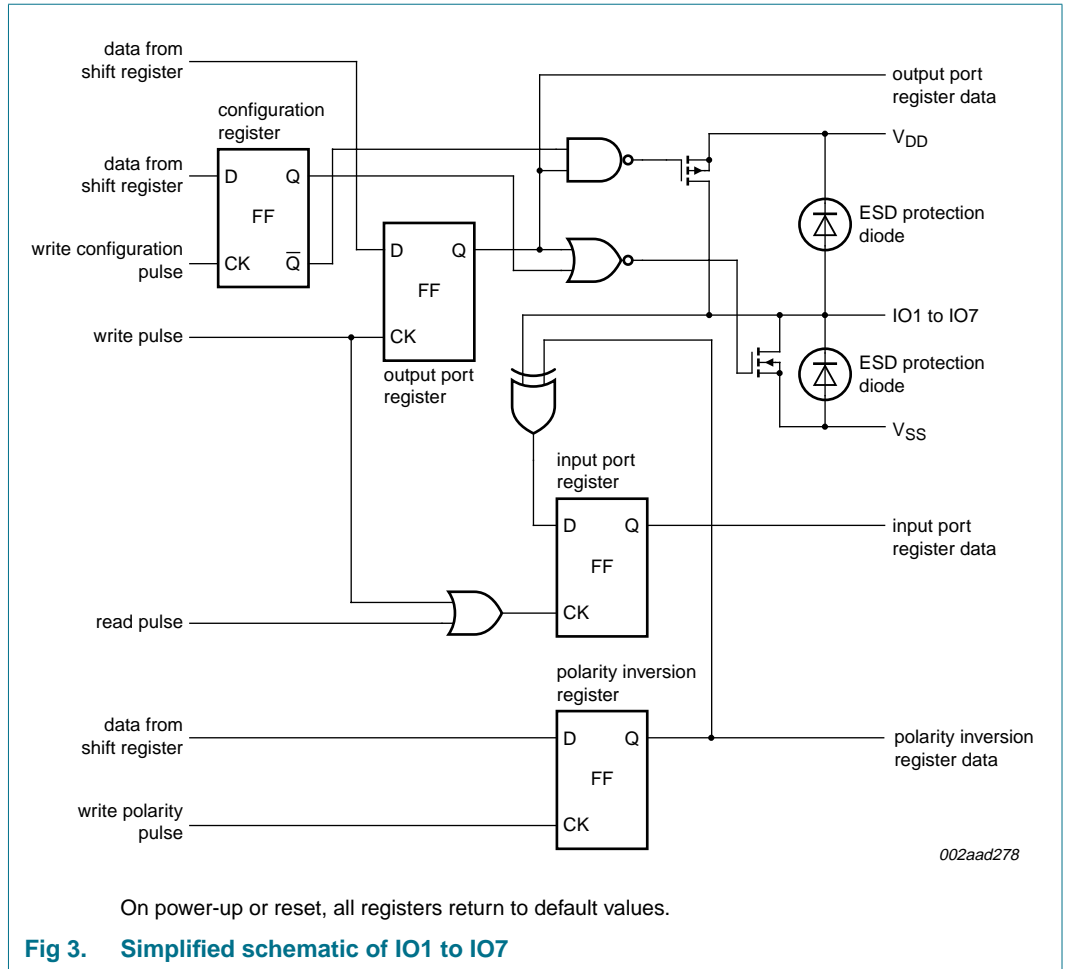 data from
shift register
output port
register data
configuration
register
VDD
data from
shift register
D
Q
FF
ESD protection
diode
write configuration
pulse
CK
Q̅
D
Q
FF
IO1 to IO7
write pulse
CK
ESD protection
diode
output port
register
VSS
input port
register
D
Q
input port
register data
FF
read pulse
CK
polarity inversion
register
data from
shift register
D
Q
polarity inversion
register data
FF
write polarity
pulse
CK
002aad278
On power-up or reset, all registers return to default values.
Fig 3. Simplified schematic of IO1 to IO7